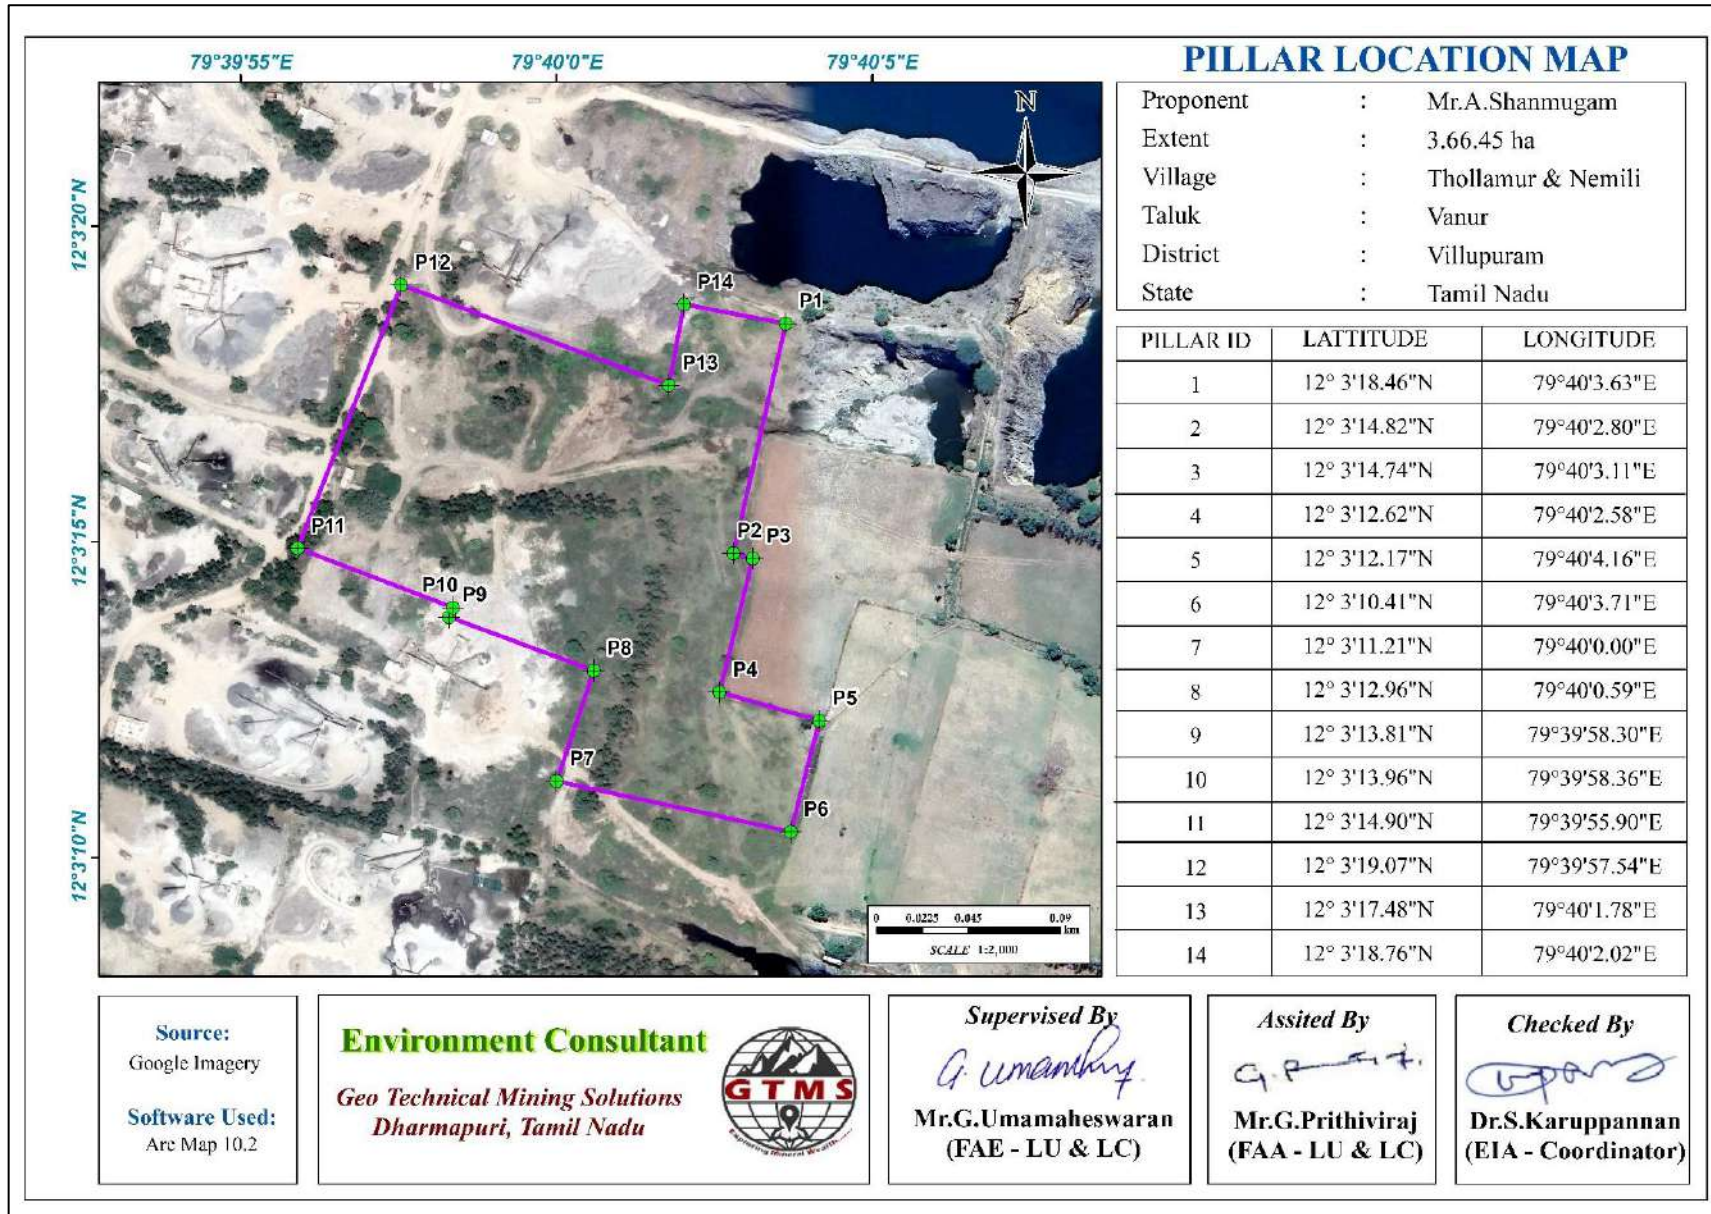 PILLAR LOCATION MAP
79°39'55"E 79°40'0"E 79°40'5"E
12°3'20"N
12°3'15"N
12°3'10"N
N
P12
P14
P1
P13
P11
P2
P3
P10
P9
P8
P4
P5
P7
P6
0 0.0225 0.045 0.09
km
SCALE 1:2,000
Proponent : Mr.A.Shanmugam
Extent : 3.66.45 ha
Village : Thollamur & Nemili
Taluk : Vanur
District : Villupuram
State : Tamil Nadu
PILLAR ID LATTITUDE LONGITUDE
1 12° 3'18.46"N 79°40'3.63"E
2 12° 3'14.82"N 79°40'2.80"E
3 12° 3'14.74"N 79°40'3.11"E
4 12° 3'12.62"N 79°40'2.58"E
5 12° 3'12.17"N 79°40'4.16"E
6 12° 3'10.41"N 79°40'3.71"E
7 12° 3'11.21"N 79°40'0.00"E
8 12° 3'12.96"N 79°40'0.59"E
9 12° 3'13.81"N 79°39'58.30"E
10 12° 3'13.96"N 79°39'58.36"E
11 12° 3'14.90"N 79°39'55.90"E
12 12° 3'19.07"N 79°39'57.54"E
13 12° 3'17.48"N 79°40'1.78"E
14 12° 3'18.76"N 79°40'2.02"E
Source:
Google Imagery
Software Used:
Arc Map 10.2
Environment Consultant
Geo Technical Mining Solutions
Dharmapuri, Tamil Nadu
GTMS
Exploring Mineral Wealth
Supervised By
G. Umamhey
Mr.G.Umamaheswaran
(FAE - LU & LC)
Assited By
Mr.G.Prithiviraj
(FAA - LU & LC)
Checked By
Dr.S.Karuppannan
(EIA - Coordinator)